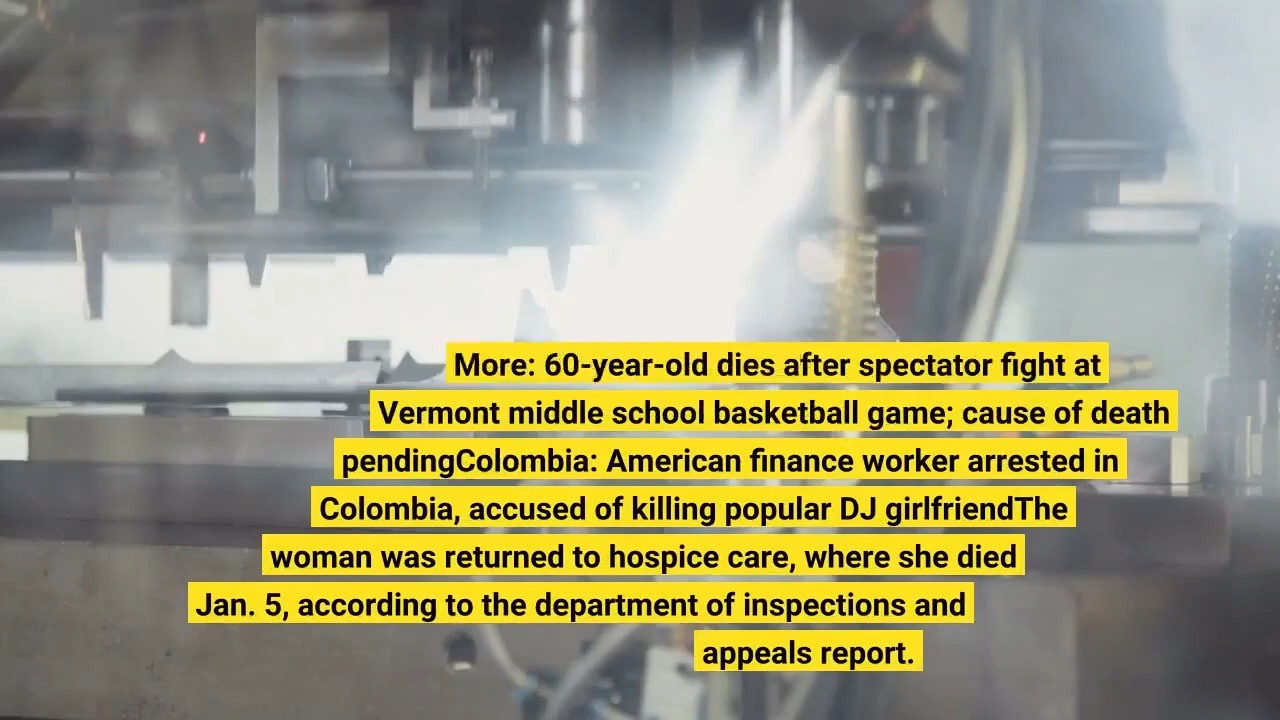 More: 60-year-old dies after spectator fight at
Vermont middle school basketball game; cause of death
pendingColombia: American finance worker arrested in
Colombia, accused of killing popular DJ girlfriendThe
woman was returned to hospice care, where she died
Jan. 5, according to the department of inspections and
appeals report.